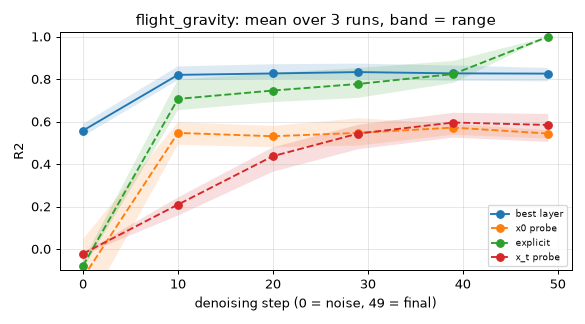 flight_gravity: mean over 3 runs, band = range
R2
1.0
0.8
0.6
0.4
0.2
0.0
0 10 20 30 40 50
denoising step (0 = noise, 49 = final)
best layer
x0 probe
explicit
x_t probe